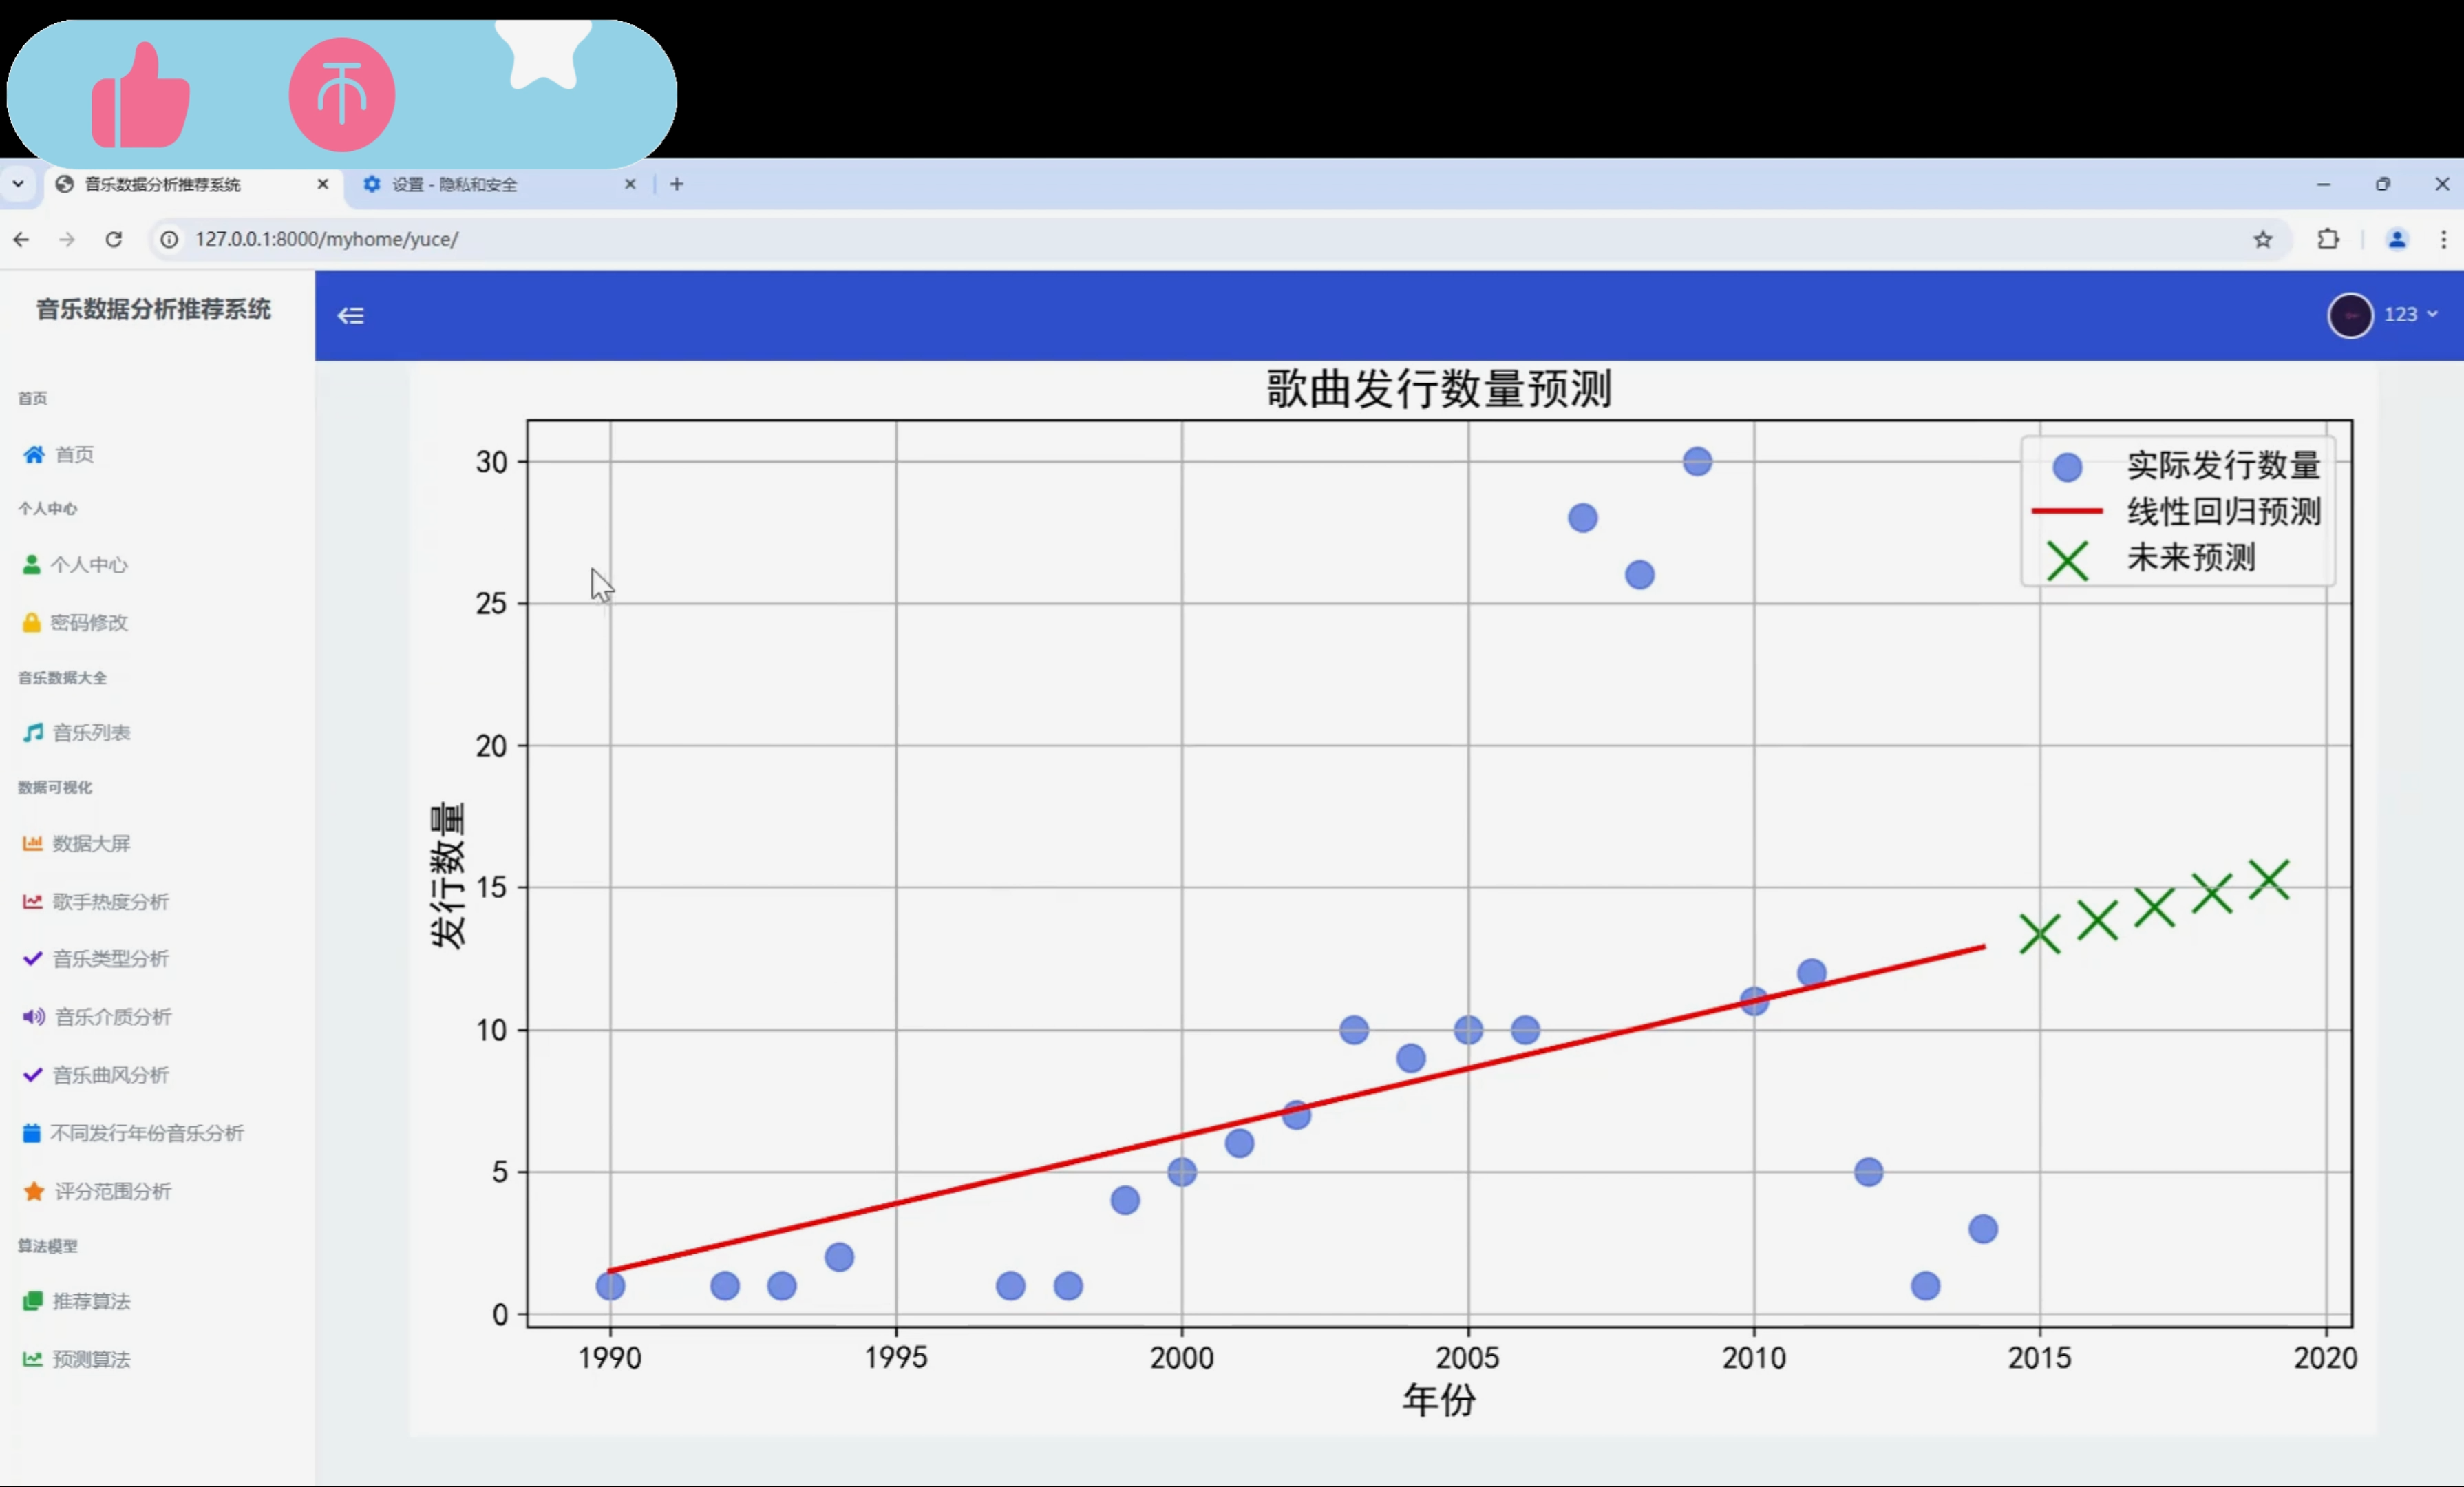 音乐数据分析推荐系统
设置 - 隐私和安全
127.0.0.1:8000/myhome/yuce/
音乐数据分析推荐系统
123
首页
首页
个人中心
个人中心
密码修改
音乐数据大全
音乐列表
数据可视化
数据大屏
歌手热度分析
音乐类型分析
音乐介质分析
音乐曲风分析
不同发行年份音乐分析
评分范围分析
算法模型
推荐算法
预测算法
歌曲发行数量预测
实际发行数量
线性回归预测
未来预测
发行数量
30
25
20
15
10
5
0
1990 1995 2000 2005 2010 2015 2020
年份